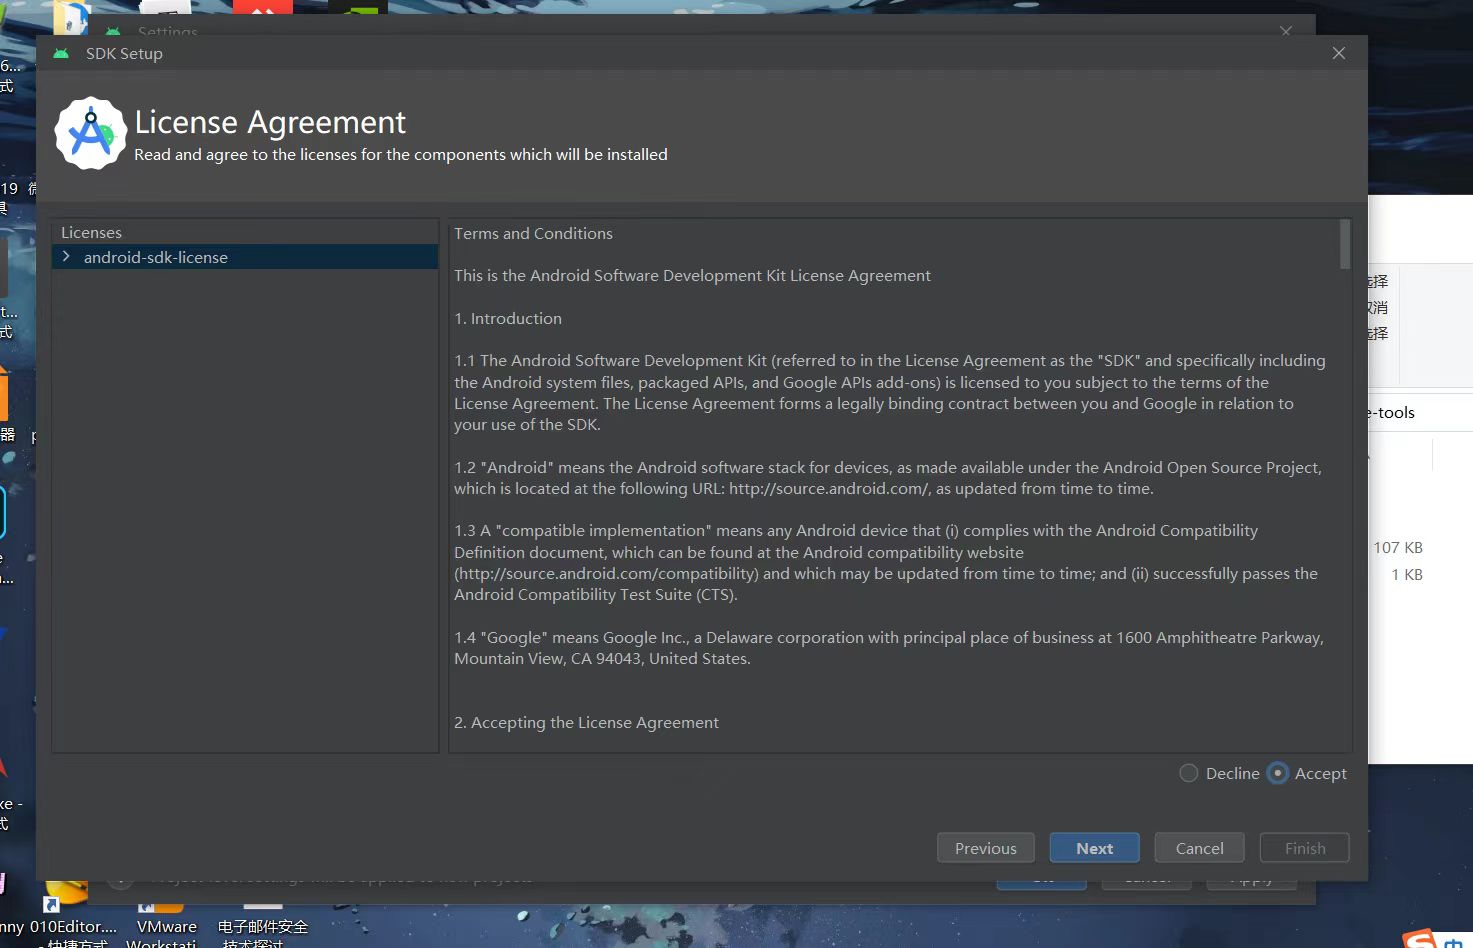 Settings
SDK Setup
License Agreement
Read and agree to the licenses for the components which will be installed
Licenses
android-sdk-license
Terms and Conditions
This is the Android Software Development Kit License Agreement
1. Introduction
1.1 The Android Software Development Kit (referred to in the License Agreement as the "SDK" and specifically including
the Android system files, packaged APIs, and Google APIs add-ons) is licensed to you subject to the terms of the
License Agreement. The License Agreement forms a legally binding contract between you and Google in relation to
your use of the SDK.
1.2 "Android" means the Android software stack for devices, as made available under the Android Open Source Project,
which is located at the following URL: http://source.android.com/, as updated from time to time.
1.3 A "compatible implementation" means any Android device that (i) complies with the Android Compatibility
Definition document, which can be found at the Android compatibility website
(http://source.android.com/compatibility) and which may be updated from time to time; and (ii) successfully passes the
Android Compatibility Test Suite (CTS).
1.4 "Google" means Google Inc., a Delaware corporation with principal place of business at 1600 Amphitheatre Parkway,
Mountain View, CA 94043, United States.
2. Accepting the License Agreement
Decline
Accept
Previous
Next
Cancel
Finish
6...
式
19
t...
式
器
选择
取消
选择
e-tools
107 KB
1 KB
xe -
式
nny
010Editor....
- 快捷方式
VMware
Workstati
电子邮件安全
技术探讨
中